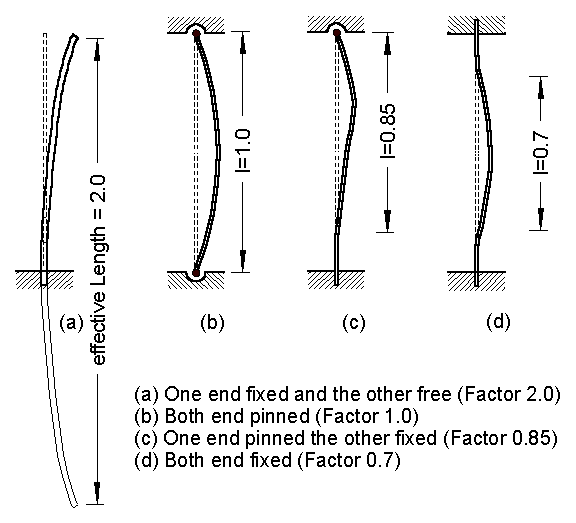 effective Length = 2.0
l=1.0
l=0.85
l=0.7
(a)
(b)
(c)
(d)
(a) One end fixed and the other free (Factor 2.0)
(b) Both end pinned (Factor 1.0)
(c) One end pinned the other fixed (Factor 0.85)
(d) Both end fixed (Factor 0.7)